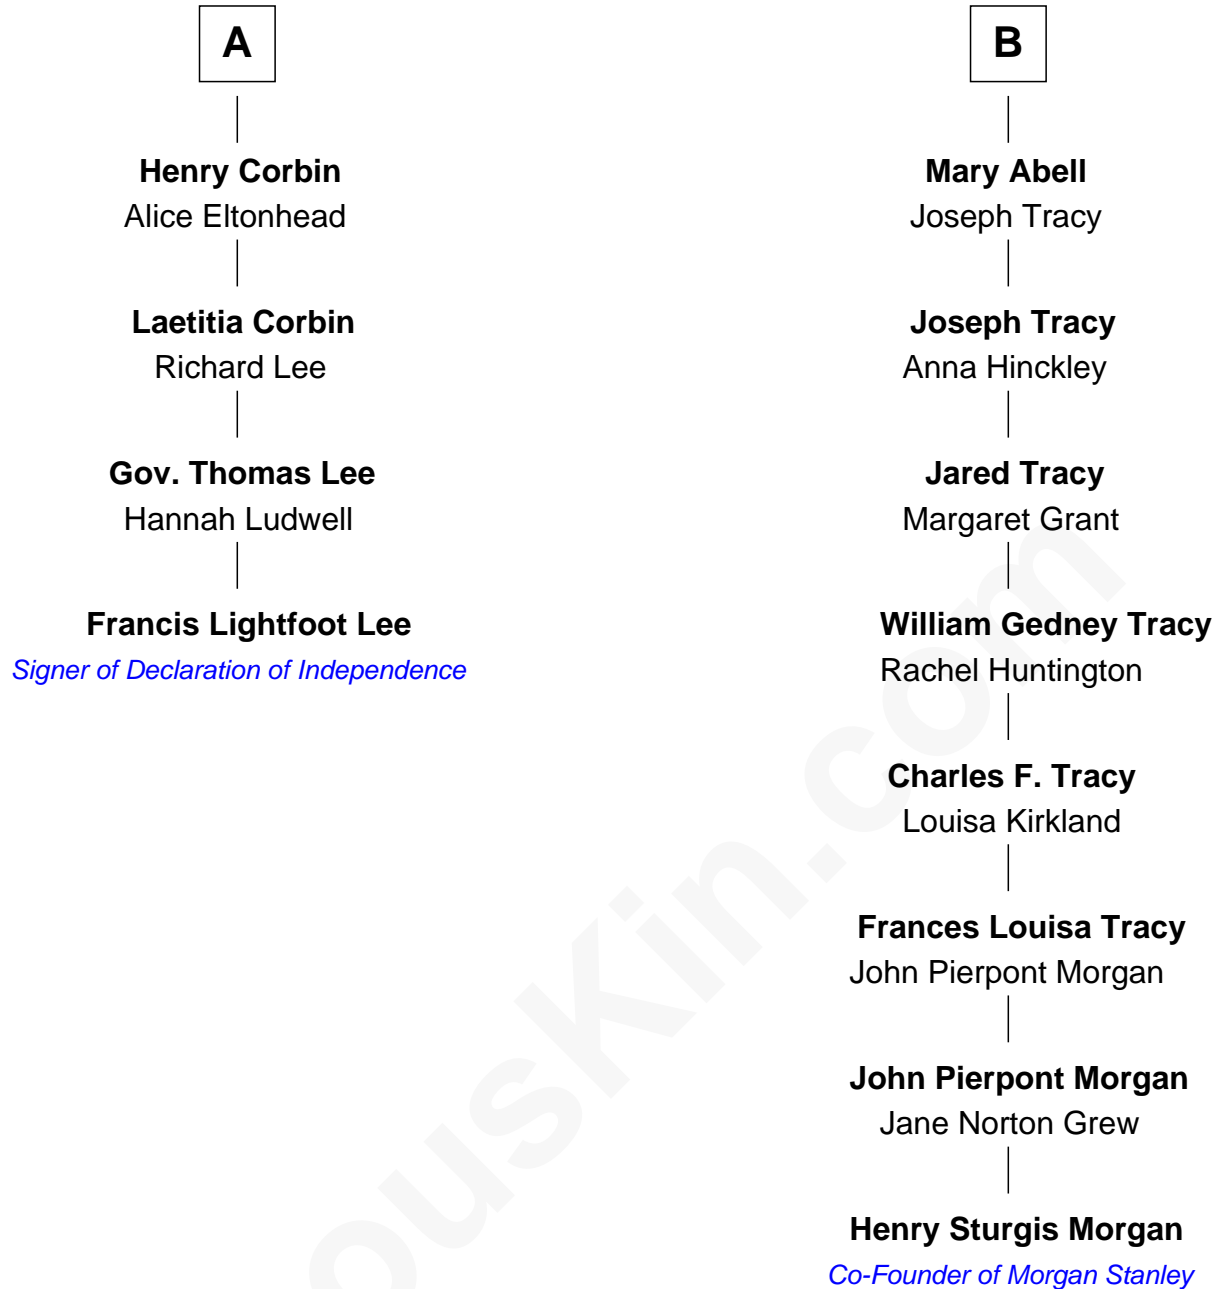 A
Henry Corbin
Alice Eltonhead
Laetitia Corbin
Richard Lee
Gov. Thomas Lee
Hannah Ludwell
Francis Lightfoot Lee
Signer of Declaration of Independence
B
Mary Abell
Joseph Tracy
Joseph Tracy
Anna Hinckley
Jared Tracy
Margaret Grant
William Gedney Tracy
Rachel Huntington
Charles F. Tracy
Louisa Kirkland
Frances Louisa Tracy
John Pierpont Morgan
John Pierpont Morgan
Jane Norton Grew
Henry Sturgis Morgan
Co-Founder of Morgan Stanley
ousKin.com